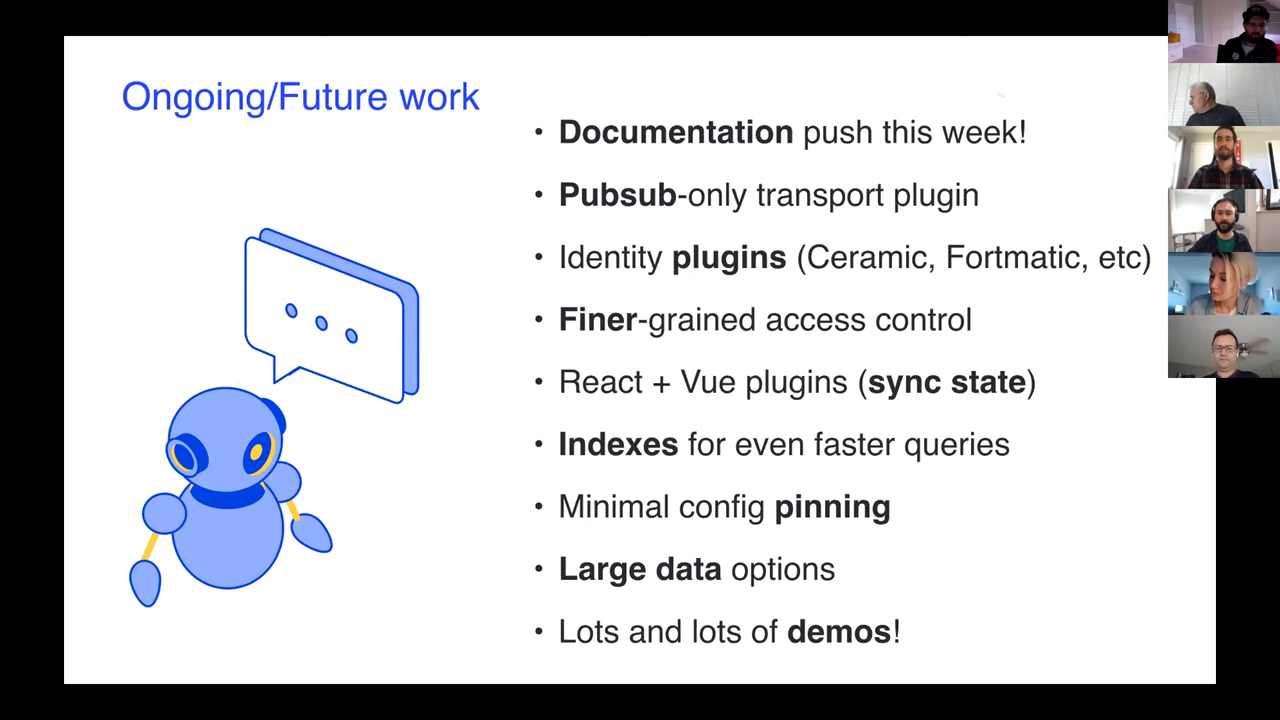 Ongoing/Future work
• Documentation push this week!
• Pubsub-only transport plugin
• Identity plugins (Ceramic, Fortmatic, etc)
• Finer-grained access control
• React + Vue plugins (sync state)
• Indexes for even faster queries
• Minimal config pinning
• Large data options
• Lots and lots of demos!